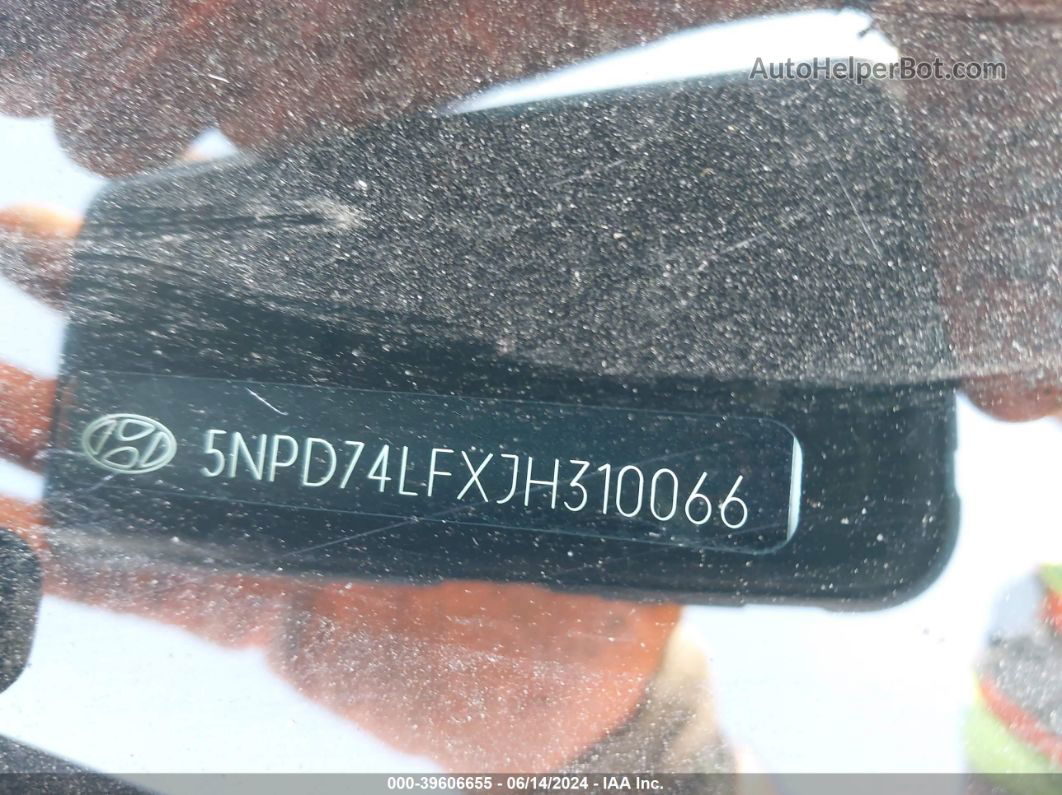 AutoHelperBot.com
5NPD74LFXJH310066
000-39606655 - 06/14/2024 - IAA Inc.